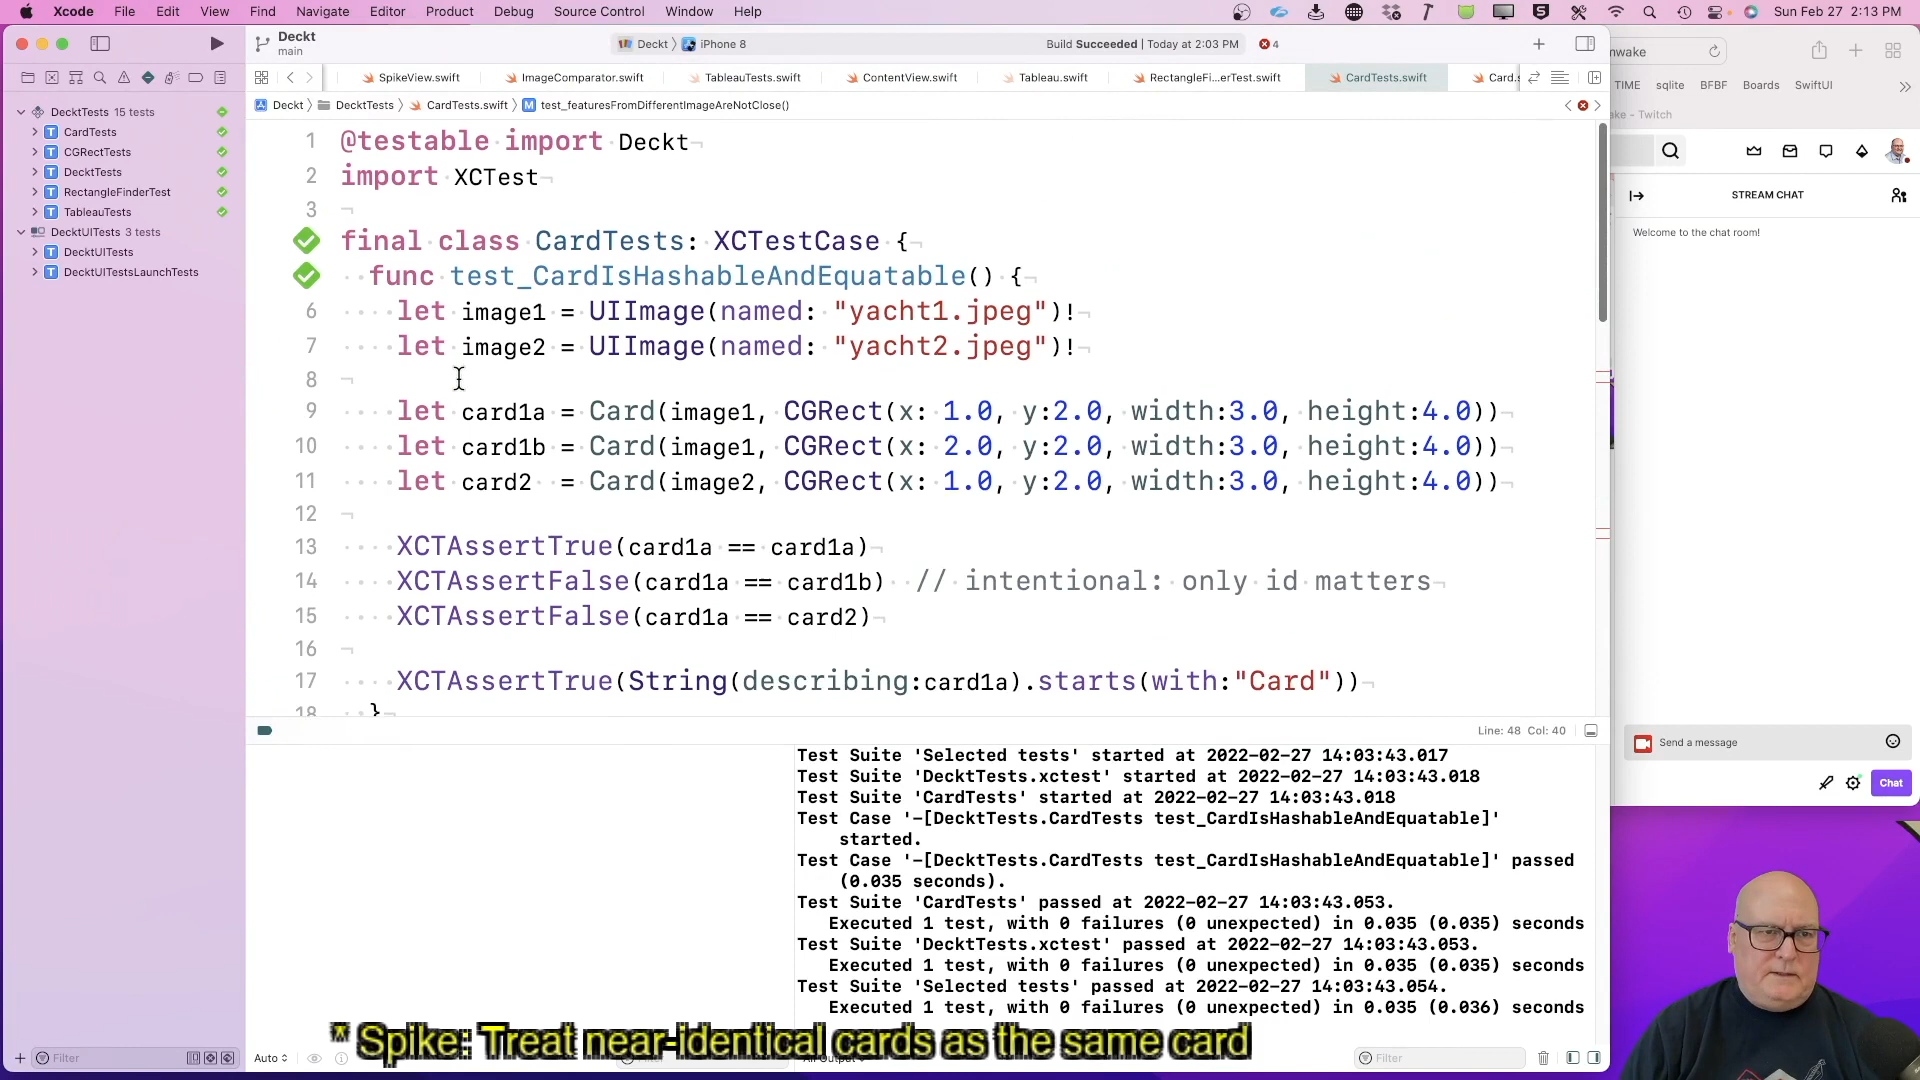 Xcode File Edit View Find Navigate Editor Product Debug Source Control Window Help Sun Feb 27 2:13 PM
Deckt
main
Deckt iPhone 8 Build Succeeded | Today at 2:03 PM 4
SpikeView.swift ImageComparator.swift TableauTests.swift ContentView.swift Tableau.swift RectangleFi...erTest.swift CardTests.swift Card.s
Deckt DecktTests CardTests.swift M test_featuresFromDifferentImageAreNotClose()
DecktTests 15 tests
T CardTests
T CGRectTests
T DecktTests
T RectangleFinderTest
T TableauTests
DecktUITests 3 tests
T DecktUITests
T DecktUITestsLaunchTests
1 @testable import Deckt¬
2 import XCTest¬
3 ¬
final class CardTests: XCTestCase {¬
func test_CardIsHashableAndEquatable() {¬
6 let image1 = UIImage(named: "yacht1.jpeg")!¬
7 let image2 = UIImage(named: "yacht2.jpeg")!¬
8 ¬
9 let card1a = Card(image1, CGRect(x: 1.0, y:2.0, width:3.0, height:4.0))¬
10 let card1b = Card(image1, CGRect(x: 2.0, y:2.0, width:3.0, height:4.0))¬
11 let card2 = Card(image2, CGRect(x: 1.0, y:2.0, width:3.0, height:4.0))¬
12 ¬
13 XCTAssertTrue(card1a == card1a)¬
14 XCTAssertFalse(card1a == card1b) // intentional: only id matters¬
15 XCTAssertFalse(card1a == card2)¬
16 ¬
17 XCTAssertTrue(String(describing:card1a).starts(with:"Card"))¬
18 }¬
Line: 48 Col: 40
Test Suite 'Selected tests' started at 2022-02-27 14:03:43.017
Test Suite 'DecktTests.xctest' started at 2022-02-27 14:03:43.018
Test Suite 'CardTests' started at 2022-02-27 14:03:43.018
Test Case '-[DecktTests.CardTests test_CardIsHashableAndEquatable]'
started.
Test Case '-[DecktTests.CardTests test_CardIsHashableAndEquatable]' passed
(0.035 seconds).
Test Suite 'CardTests' passed at 2022-02-27 14:03:43.053.
Executed 1 test, with 0 failures (0 unexpected) in 0.035 (0.035) seconds
Test Suite 'DecktTests.xctest' passed at 2022-02-27 14:03:43.053.
Executed 1 test, with 0 failures (0 unexpected) in 0.035 (0.035) seconds
Test Suite 'Selected tests' passed at 2022-02-27 14:03:43.054.
Executed 1 test, with 0 failures (0 unexpected) in 0.035 (0.036) seconds
* Spike: Treat near-identical cards as the same card
Filter Auto Filter
nwake
TIME sqlite BFBF Boards SwiftUI
ake - Twitch
STREAM CHAT
Welcome to the chat room!
Send a message
Chat